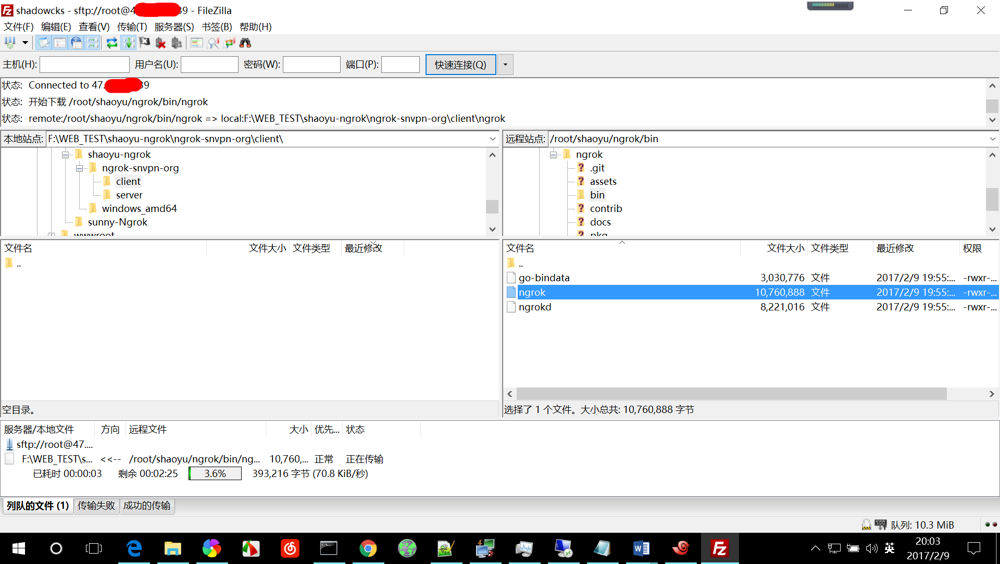 shadowcks - sftp://root@4 39 - FileZilla
文件(F) 编辑(E) 查看(V) 传输(T) 服务器(S) 书签(B) 帮助(H)
主机(H): 用户名(U): 密码(W): 端口(P): 快速连接(Q)
状态: Connected to 47. 39
状态: 开始下载 /root/shaoyu/ngrok/bin/ngrok
状态: remote:/root/shaoyu/ngrok/bin/ngrok => local:F:\WEB_TEST\shaoyu-ngrok\ngrok-snvpn-org\client\ngrok
本地站点: F:\WEB_TEST\shaoyu-ngrok\ngrok-snvpn-org\client\
shaoyu-ngrok
ngrok-snvpn-org
client
server
windows_amd64
sunny-Ngrok
wwwroot
远程站点: /root/shaoyu/ngrok/bin
ngrok
.git
assets
bin
contrib
docs
pkg
文件名 文件大小 文件类型 最近修改
..
空目录。
文件名 文件大小 文件类型 最近修改 权限
..
go-bindata 3,030,776 文件 2017/2/9 19:55:... -rwxr-...
ngrok 10,760,888 文件 2017/2/9 19:55:... -rwxr-...
ngrokd 8,221,016 文件 2017/2/9 19:55:... -rwxr-...
选择了 1 个文件。大小总共: 10,760,888 字节
服务器/本地文件 方向 远程文件 大小 优先... 状态
sftp://root@47....
F:\WEB_TEST\s... <<-- /root/shaoyu/ngrok/bin/ng... 10,760,... 正常 正在传输
已耗时 00:00:03 剩余 00:02:25 3.6% 393,216 字节 (70.8 KiB/秒)
列队的文件 (1) 传输失败 成功的传输
队列: 10.3 MiB
英
20:03
2017/2/9